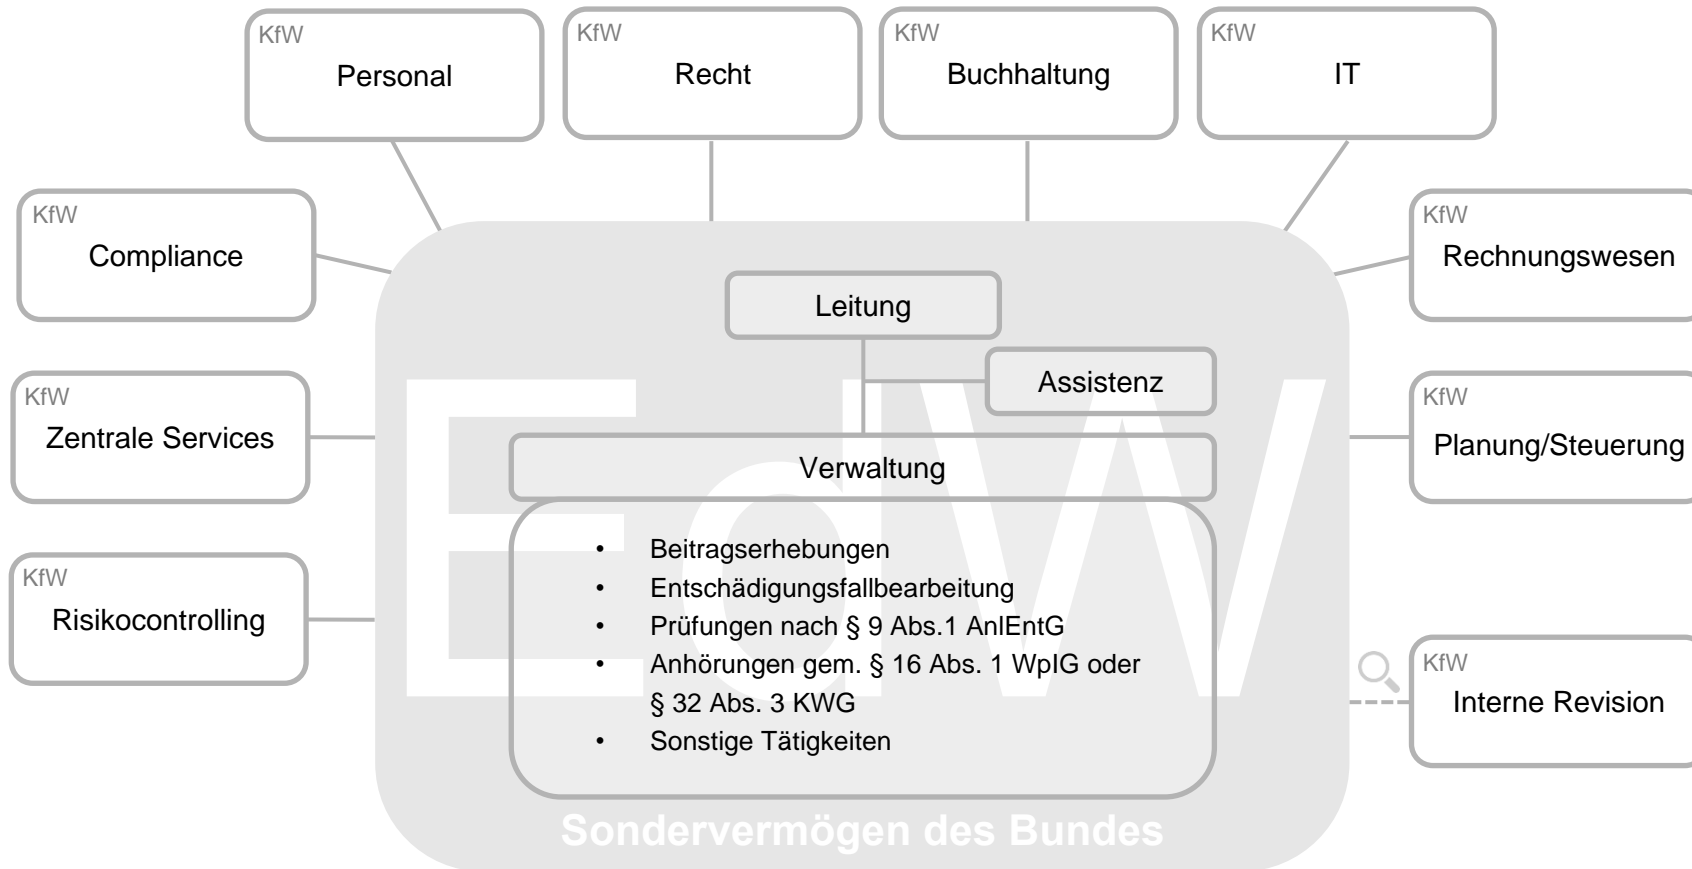 KfW
Personal
KfW
Recht
KfW
Buchhaltung
KfW
IT
KfW
Compliance
KfW
Rechnungswesen
Leitung
Assistenz
KfW
Zentrale Services
KfW
Planung/Steuerung
Verwaltung
EdW
• Beitragserhebungen
• Entschädigungsfallbearbeitung
• Prüfungen nach § 9 Abs.1 AnlEntG
• Anhörungen gem. § 16 Abs. 1 WpIG oder
§ 32 Abs. 3 KWG
• Sonstige Tätigkeiten
KfW
Risikocontrolling
KfW
Interne Revision
Sondervermögen des Bundes